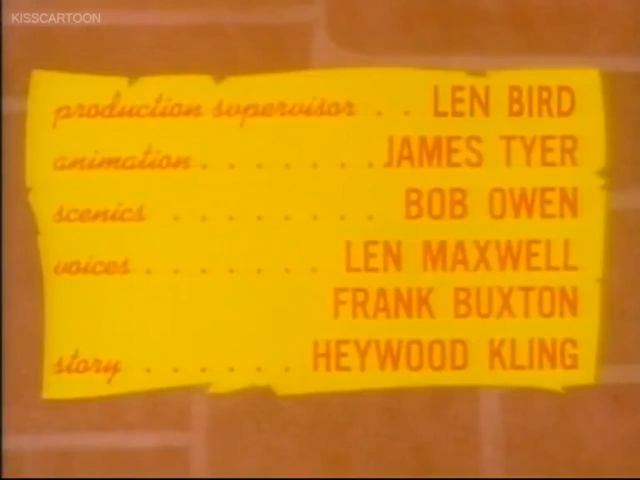 KISSCARTOON
production supervisor . . LEN BIRD
animation . . . . . . . JAMES TYER
scenics . . . . . . . BOB OWEN
voices . . . . . . . LEN MAXWELL
FRANK BUXTON
story . . . . . . HEYWOOD KLING